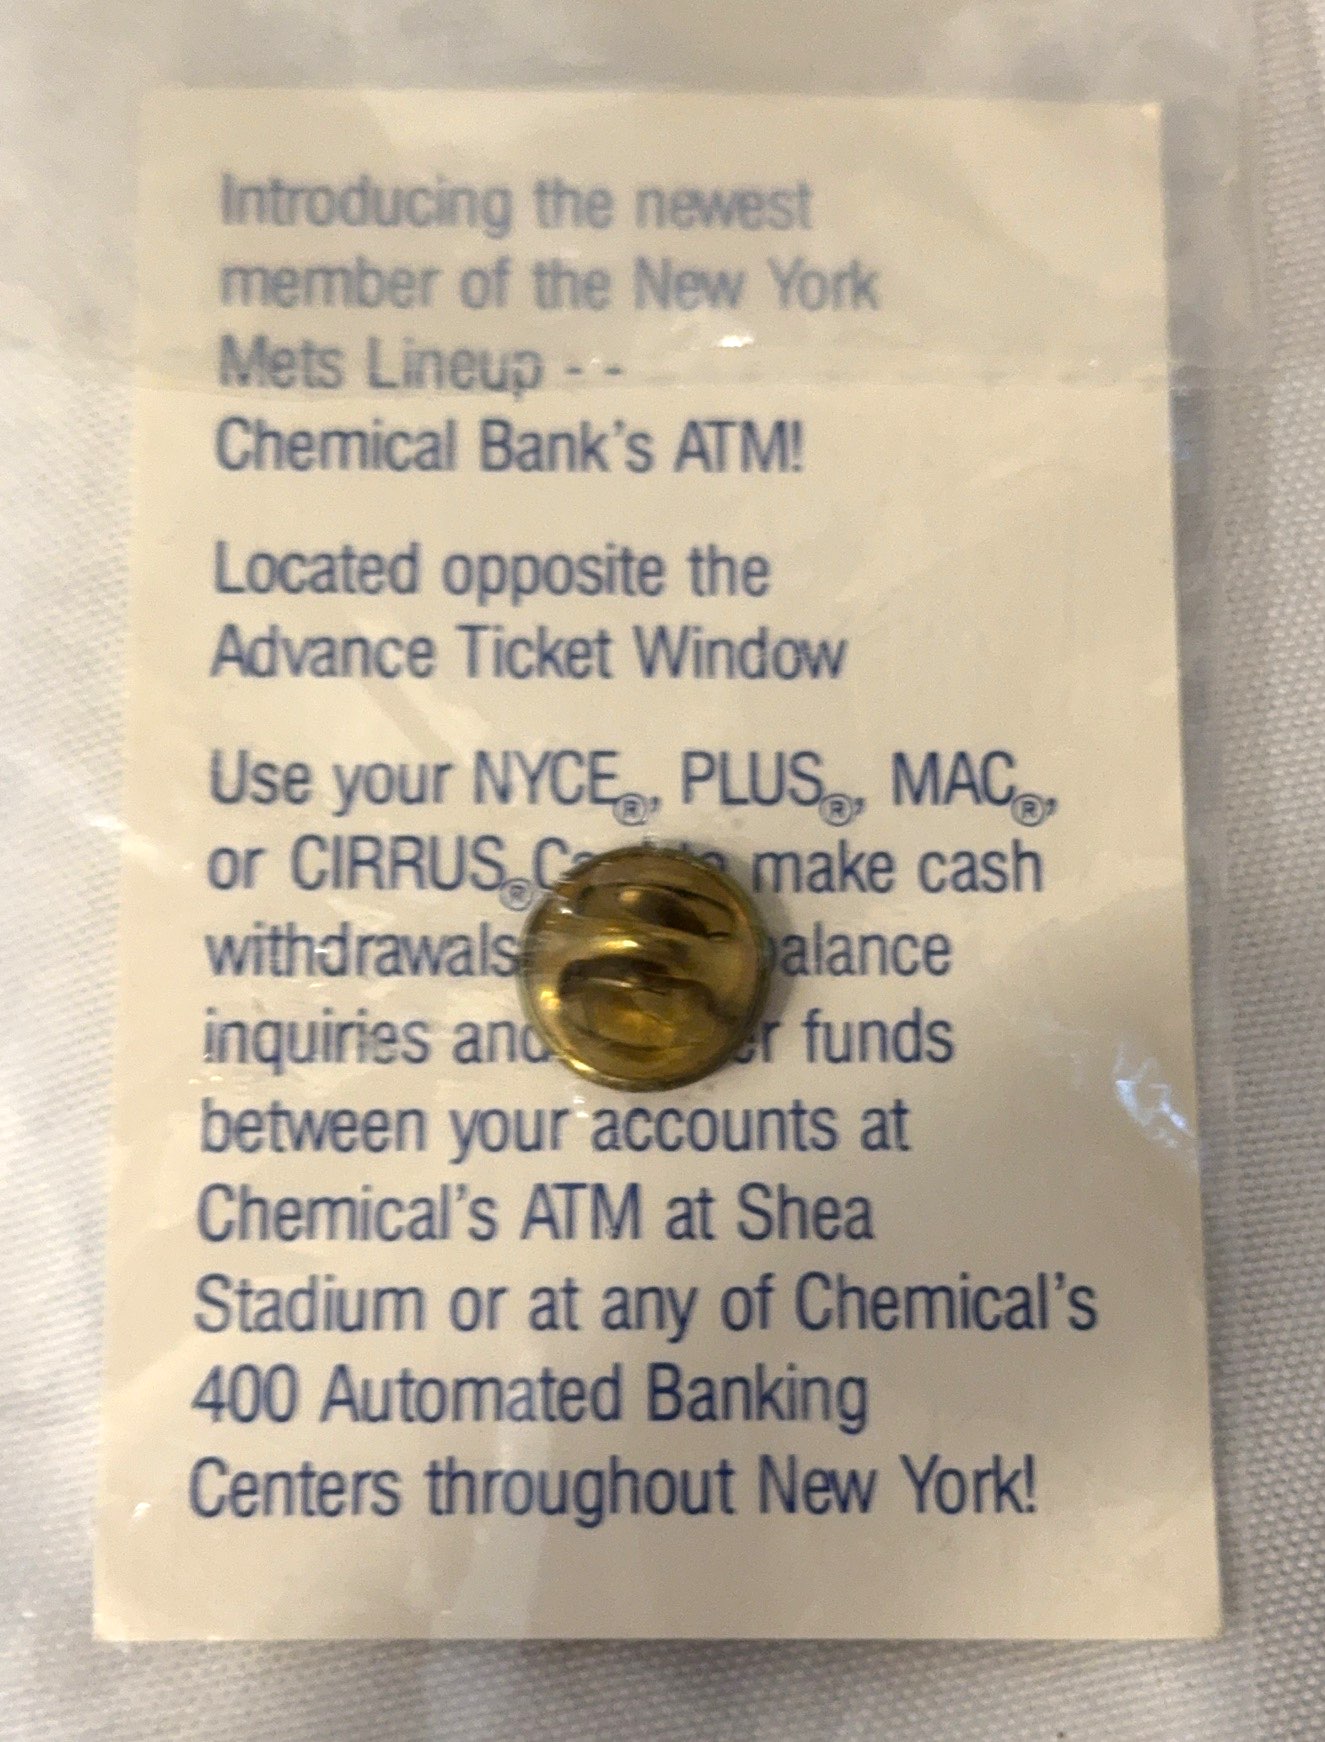 Introducing the newest
member of the New York
Mets Lineup - -
Chemical Bank's ATM!
Located opposite the
Advance Ticket Window
Use your NYCE®, PLUS®, MAC®,
or CIRRUS® make cash
withdrawals
inquiries and funds
between your accounts at
Chemical's ATM at Shea
Stadium or at any of Chemical's
400 Automated Banking
Centers throughout New York!